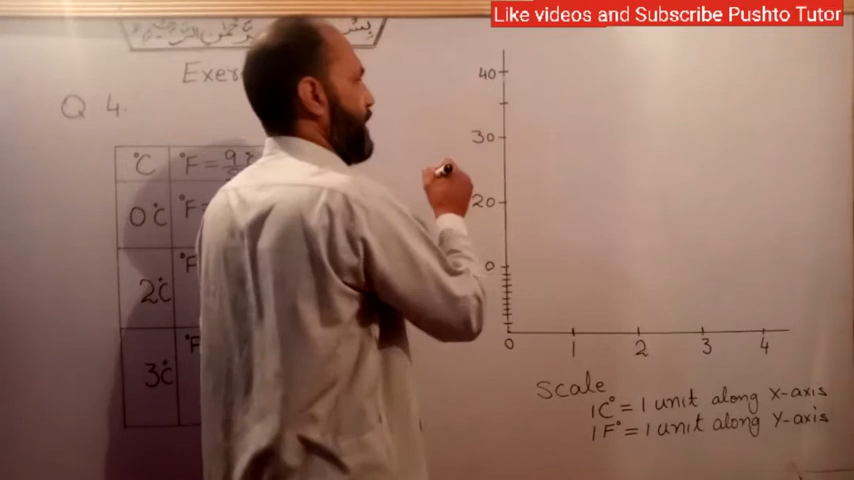 Like videos and Subscribe Pushto Tutor
Q 4.
°C
°F = 9
0°C
°F =
2°C
°F
3°C
°F
40
30
20
0
0 1 2 3 4
Scale
1C° = 1 unit along X-axis
1F° = 1 unit along Y-axis